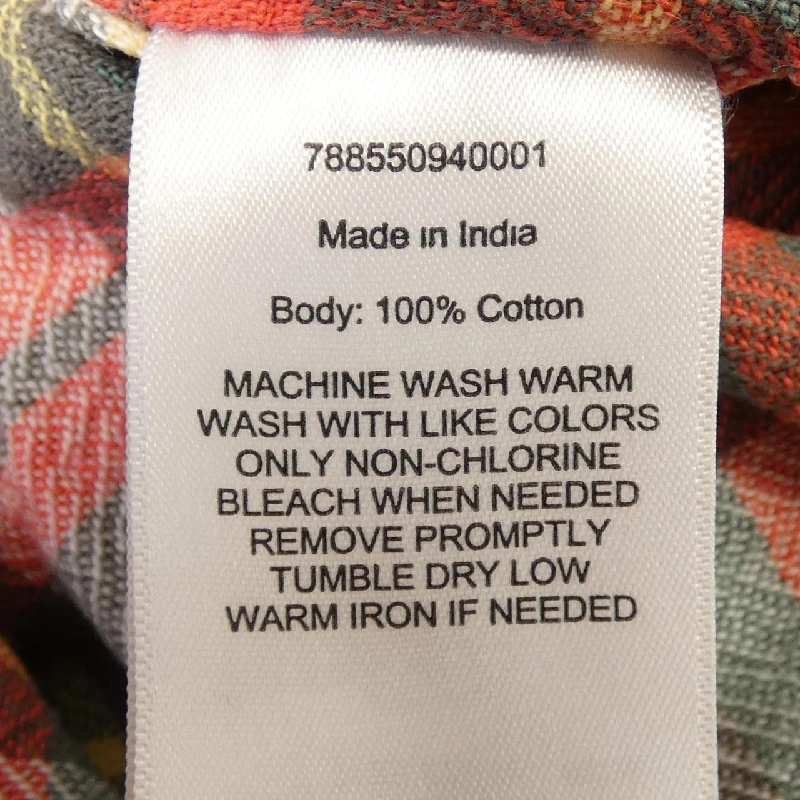 788550940001
Made in India
Body: 100% Cotton
MACHINE WASH WARM
WASH WITH LIKE COLORS
ONLY NON-CHLORINE
BLEACH WHEN NEEDED
REMOVE PROMPTLY
TUMBLE DRY LOW
WARM IRON IF NEEDED